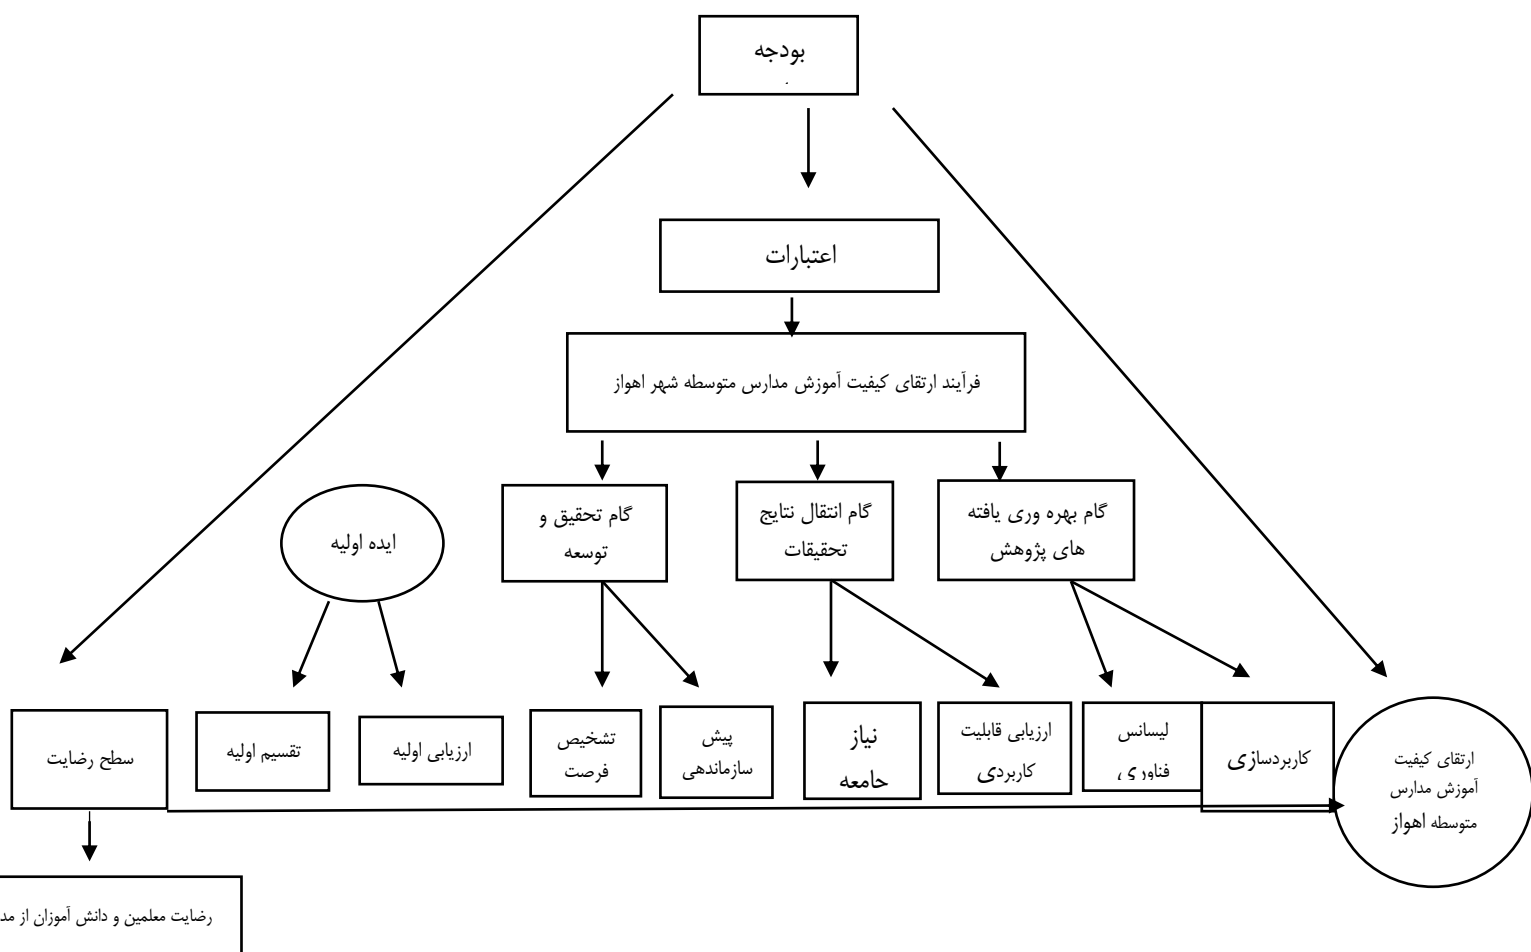 بودجه
اعتبارات
فرآیند ارتقای کیفیت آموزش مدارس متوسطه شهر اهواز
گام بهره وری یافته
های پژوهش
گام انتقال نتایج
تحقیقات
گام تحقیق و
توسعه
ایده اولیه
ارتقای کیفیت
آموزش مدارس
متوسطه اهواز
کاربردسازی
لیسانس
فناوری
ارزیابی قابلیت
کاربردی
نیاز
جامعه
پیش
سازماندهی
تشخیص
فرصت
ارزیابی اولیه
تقسیم اولیه
سطح رضایت
رضایت معلمین و دانش آموزان از